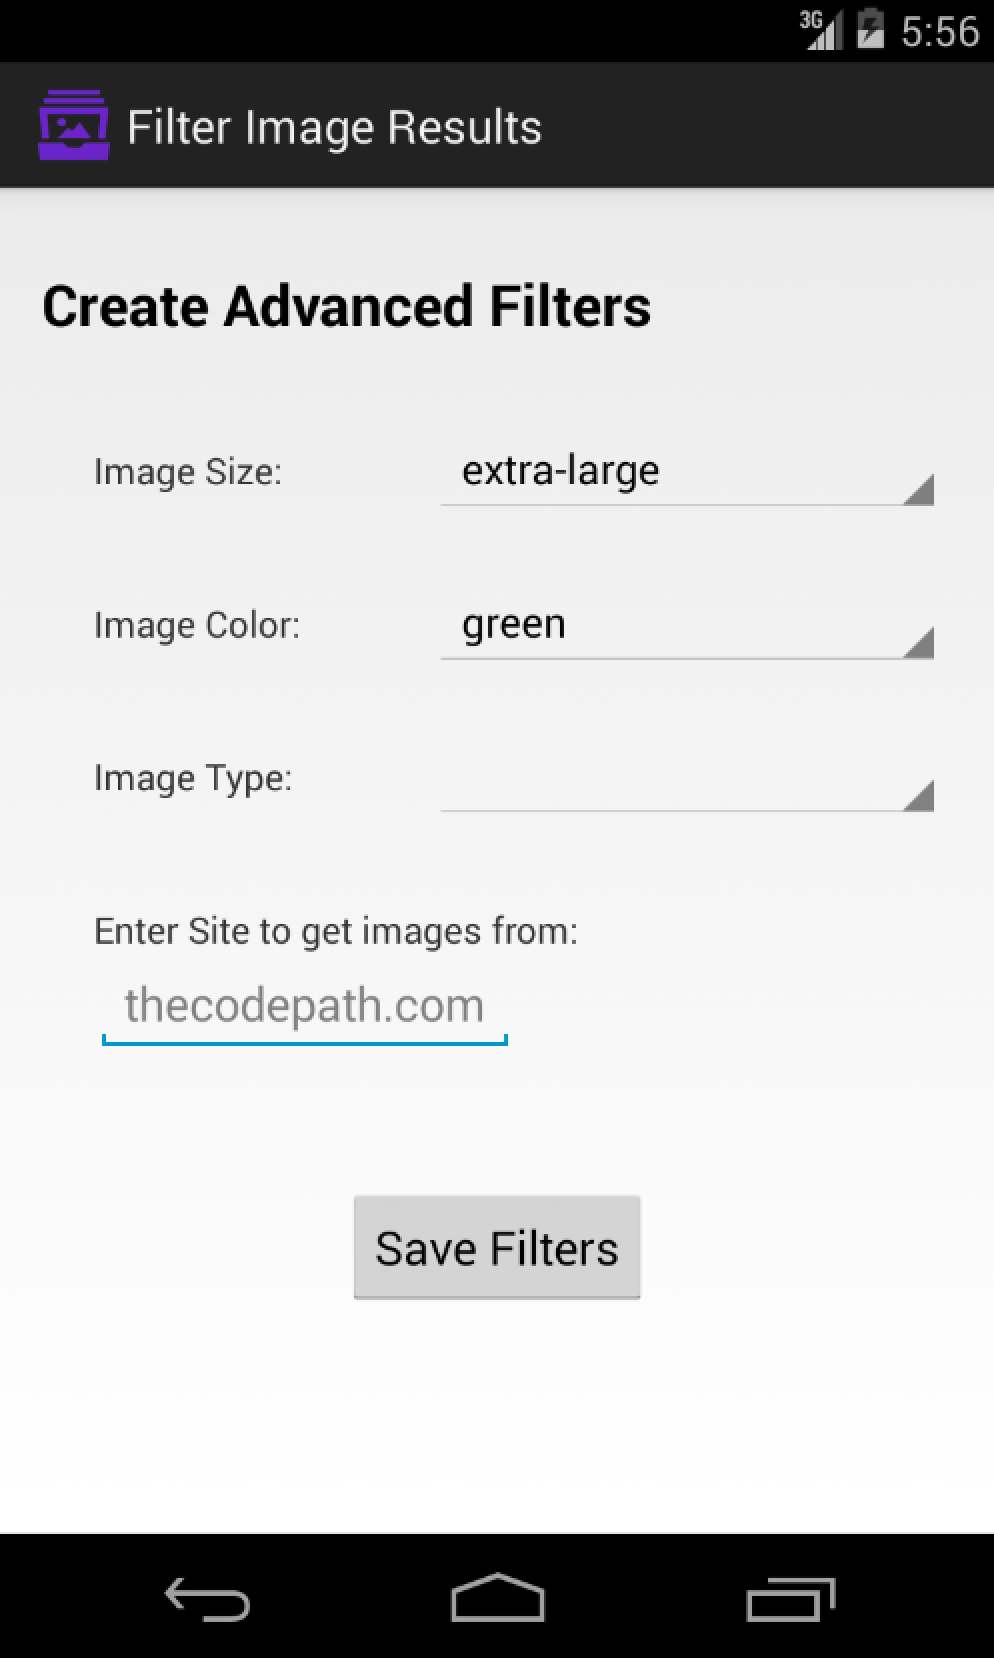 3G 5:56
Filter Image Results
Create Advanced Filters
Image Size: extra-large
Image Color: green
Image Type:
Enter Site to get images from:
thecodepath.com
Save Filters